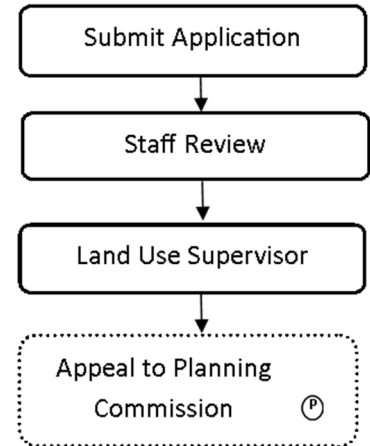 Submit Application
Staff Review
Land Use Supervisor
Appeal to Planning
Commission Ⓟ